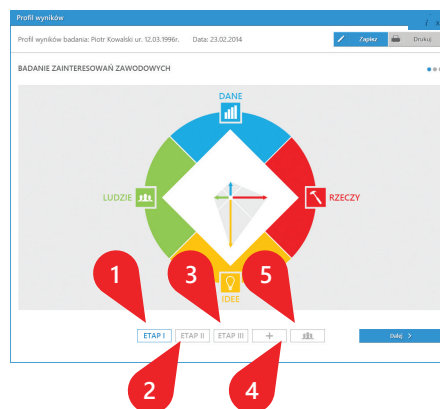 Profil wyników
Profil wyników badania: Piotr Kowalski ur. 12.03.1996r. Data: 23.02.2014
Zapisz
Drukuj
BADANIE ZAINTERESOWAŃ ZAWODOWYCH
DANE
LUDZIE
RZECZY
IDEE
1
3
5
ETAP I
ETAP II
ETAP III
+
Dalej >
2
4